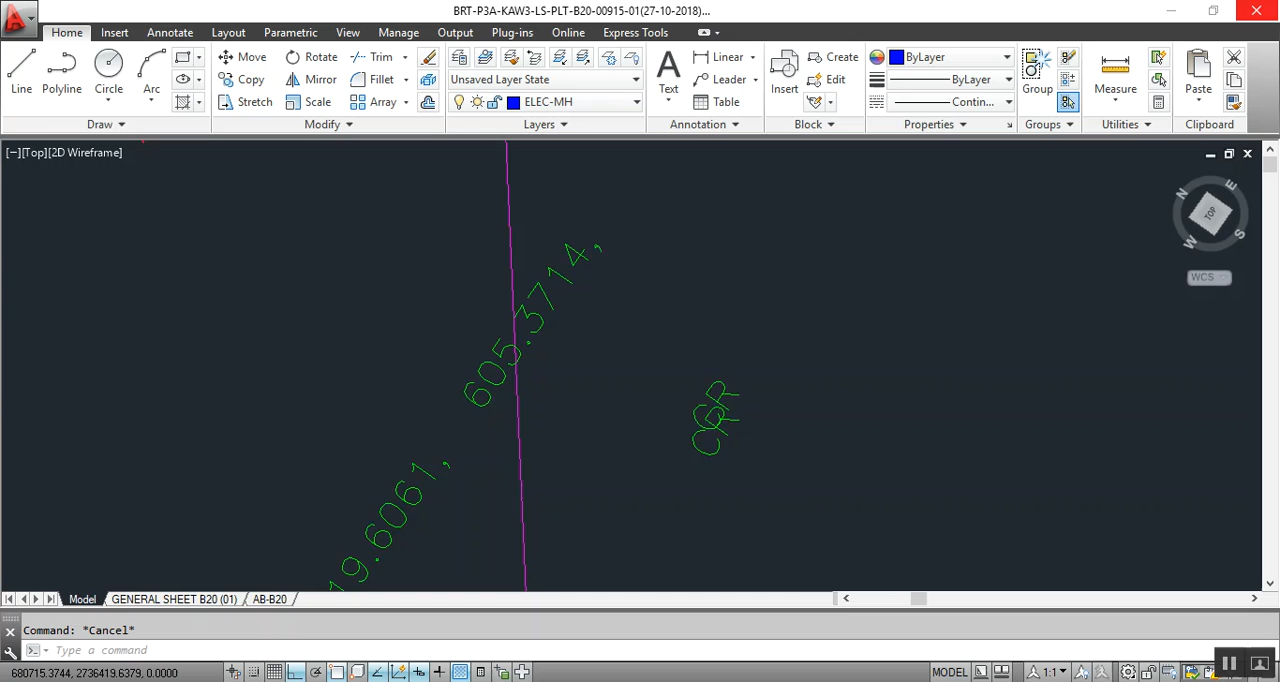 BRT-P3A-KAW3-LS-PLT-B20-00915-01(27-10-2018)...
Home Insert Annotate Layout View Parametric View Manage Output Plug-ins Online Express Tools
Line Polyline Circle Arc
Move Rotate Trim
Copy Mirror Fillet
Stretch Scale Array
Unsaved Layer State
ELEC-MH
Text
Linear
Leader
Table
Insert
Create
Edit
ByLayer
ByLayer
Contin...
Group
Measure
Paste
Draw Modify Layers Annotation Block Properties Groups Utilities Clipboard
[−][Top][2D Wireframe]
N E
TOP
W S
WCS
605.3714,
19.6061,
Model GENERAL SHEET B20 (01) AB-B20
Command: *Cancel*
Type a command
680715.3744, 2736419.6379, 0.0000
MODEL 1:1